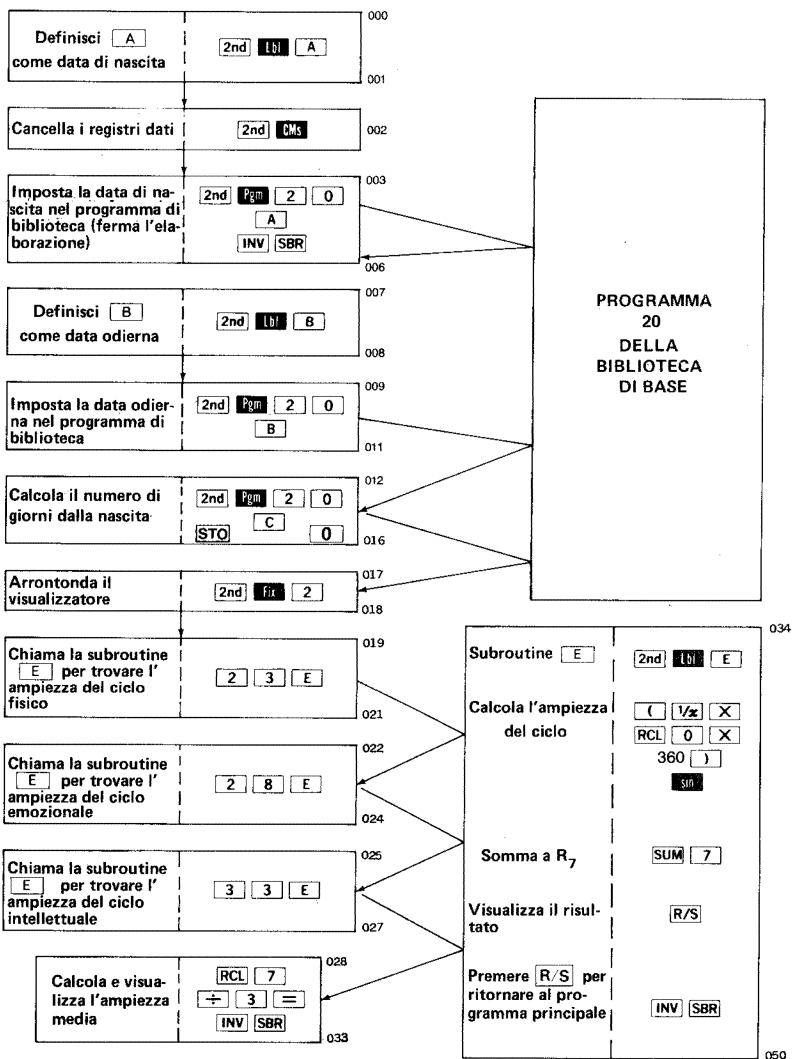 000
Definisci A
come data di nascita
2nd Lbl A
001
Cancella i registri dati
2nd CMs
002
Imposta la data di na-
scita nel programma di
biblioteca (ferma l'ela-
borazione)
003
2nd Pgm 2 0
A
INV SBR
006
Definisci B
come data odierna
007
2nd Lbl B
008
Imposta la data odier-
na nel programma di
biblioteca
009
2nd Pgm 2 0
B
011
Calcola il numero di
giorni dalla nascita
012
2nd Pgm 2 0
C
STO 0
016
Arrontonda il
visualizzatore
017
2nd fix 2
018
Chiama la subroutine
E per trovare l'
ampiezza del ciclo
fisico
019
2 3 E
021
Chiama la subroutine
E per trovare l'
ampiezza del ciclo
emozionale
022
2 8 E
024
Chiama la subroutine
E per trovare l'
ampiezza del ciclo
intellettuale
025
3 3 E
027
Calcola e visua-
lizza l'ampiezza
media
028
RCL 7
÷ 3 =
INV SBR
033
PROGRAMMA
20
DELLA
BIBLIOTECA
DI BASE
034
Subroutine E
2nd Lbl E
Calcola l'ampiezza
del ciclo
( 1/x X
RCL 0 X
360 )
sin
Somma a R7
SUM 7
Visualizza il risul-
tato
R/S
Premere R/S per
ritornare al pro-
gramma principale
INV SBR
050